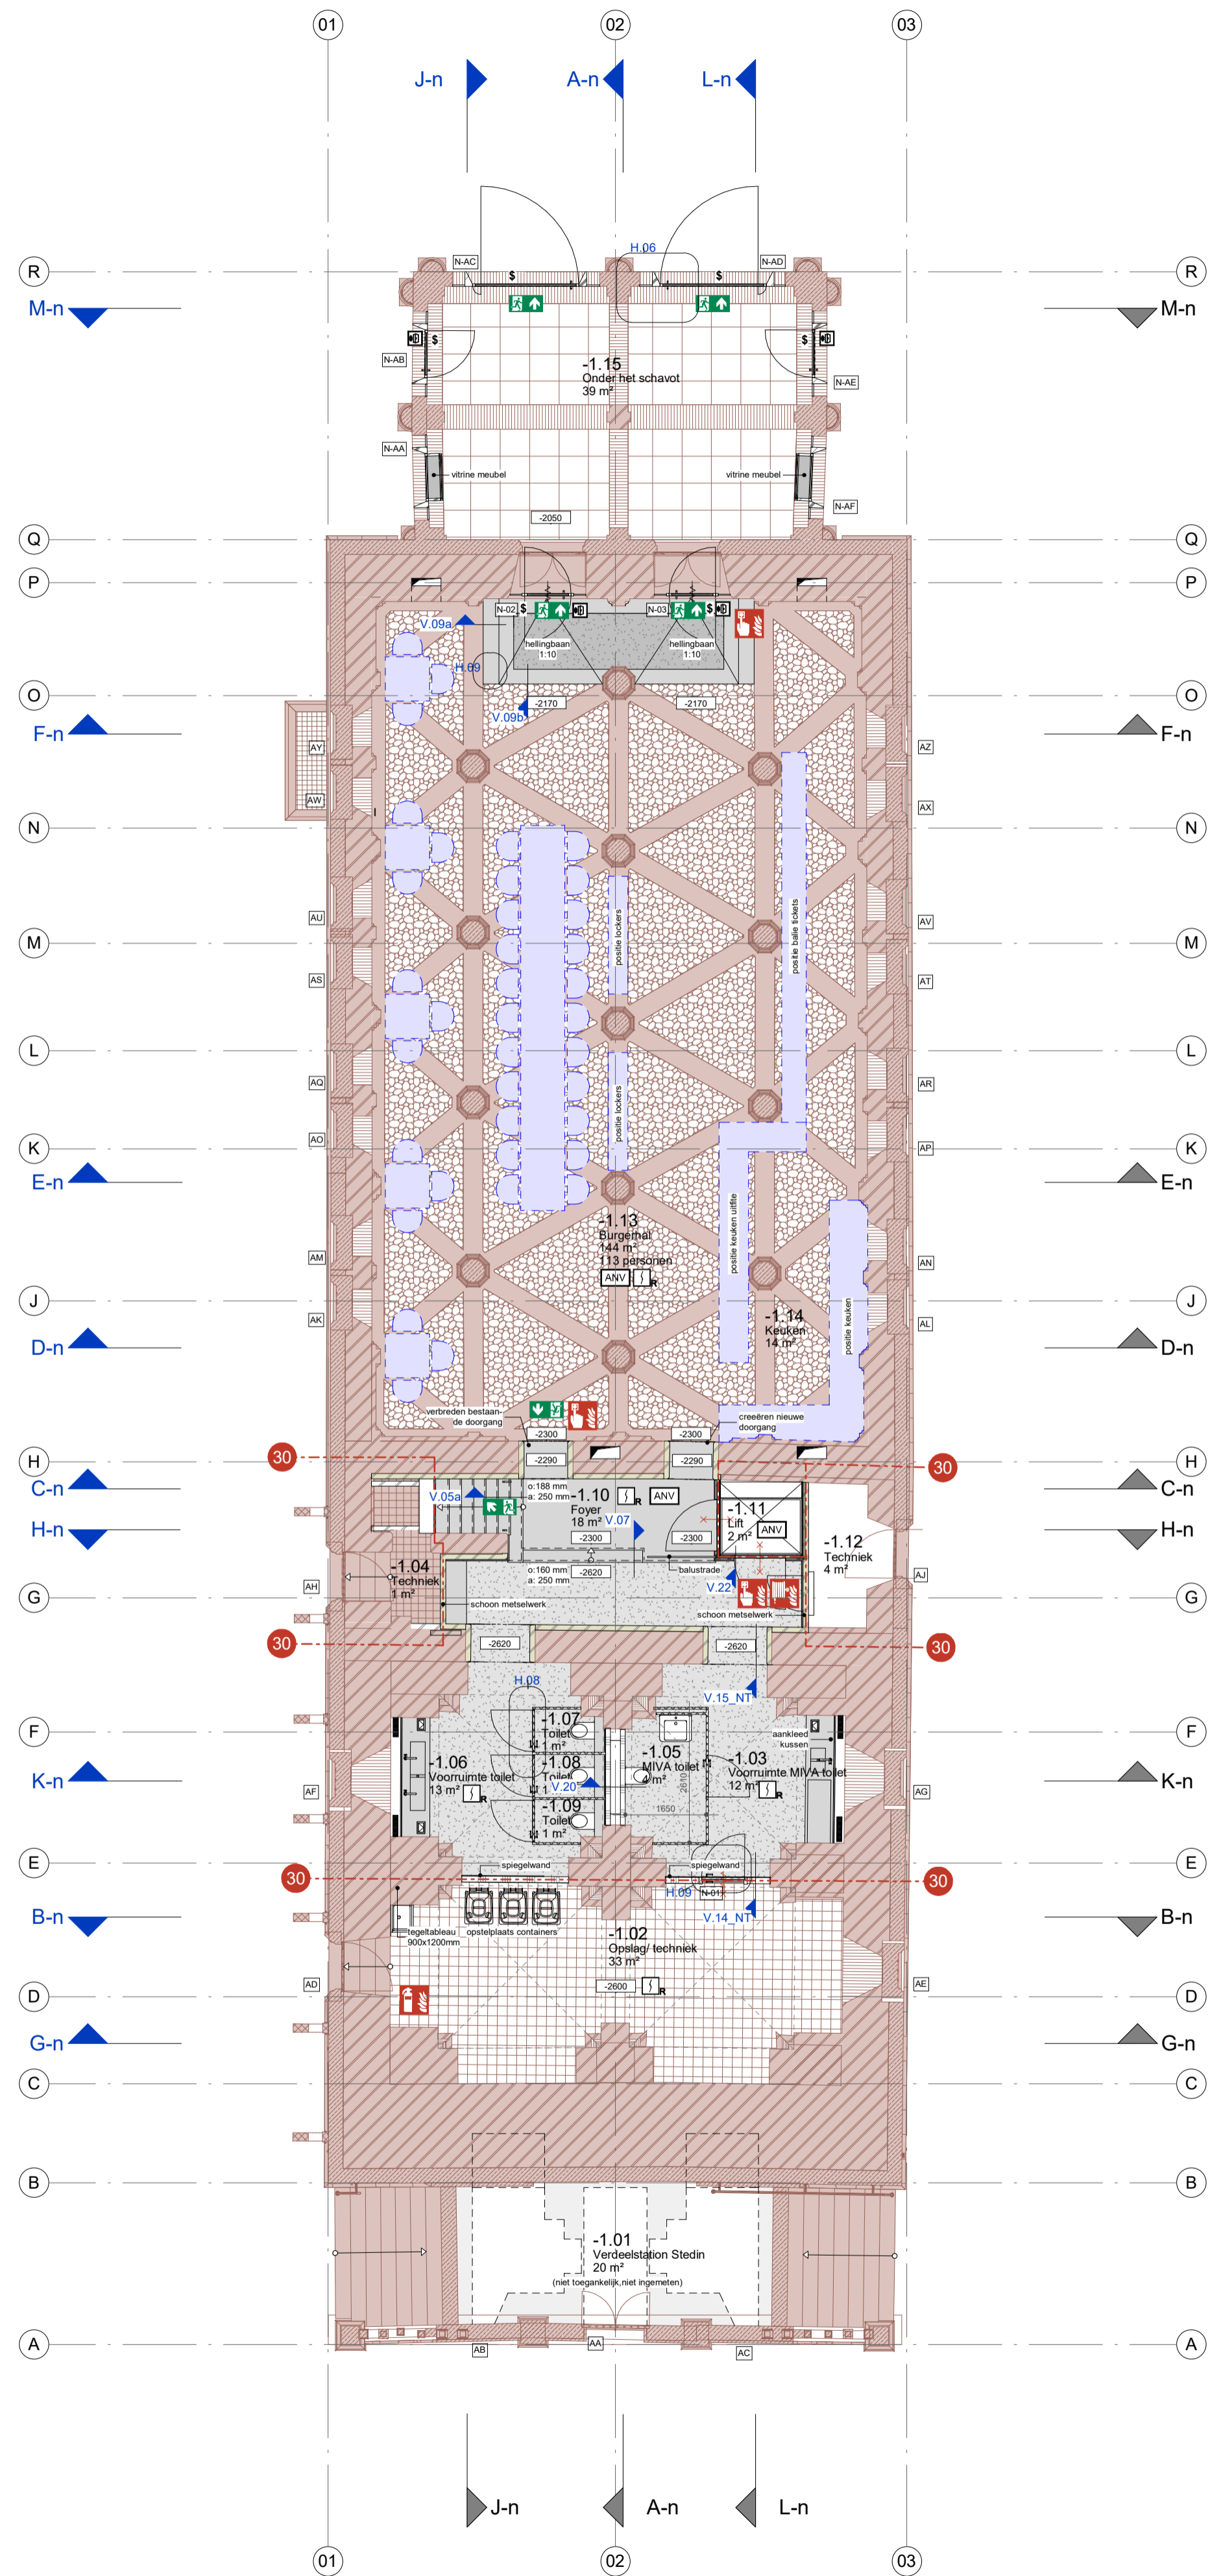 01
02
03
J-n
A-n
L-n
H.06
N-AC
N-AD
R
R
M-n
M-n
$
$
$
$
N-AB
N-AE
-1.15
Onder het schavot
39 m²
N-AA
vitrine meubel
vitrine meubel
N-AF
-2050
Q
Q
P
P
N-02
$
N-03
$
V.09a
hellingbaan
1:10
hellingbaan
1:10
H.09
O
O
-2170
-2170
V.09b
F-n
F-n
AY
AZ
AW
AX
N
N
AU
AV
positie lockers
positie balie tickets
M
M
AS
AT
L
L
AQ
AR
positie lockers
AO
AP
K
K
E-n
E-n
positie keuken uitfite
-1.13
Burgerhal
144 m²
113 personen
ANV
R
AM
AN
J
J
-1.14
Keuken
14 m²
positie keuken
AK
AL
D-n
D-n
verbreden bestaan-
de doorgang
creeëren nieuwe
doorgang
-2300
-2300
-2290
-2290
H
H
30
30
C-n
C-n
V.05a
o:188 mm
a: 250 mm
-1.10
Foyer
18 m²
R
ANV
V.07
-2300
-2300
-1.11
Lift
2 m²
ANV
H-n
H-n
-1.12
Techniek
4 m²
-1.04
Techniek
1 m²
o:160 mm
a: 250 mm
-2620
balustrade
V.22
AH
AJ
G
G
schoon metselwerk
schoon metselwerk
30
30
-2620
-2620
H.08
V.15_NT
F
F
-1.07
Toilet
1 m²
aankleed
kussen
-1.06
Voorruimte toilet
13 m²
R
-1.08
Toilet
1
V.20
-1.05
MIVA toilet
4 m²
-1.03
Voorruimte MIVA toilet
12 m²
R
2610
1650
-1.09
Toilet
1 m²
K-n
K-n
AF
AG
E
E
spiegelwand
spiegelwand
30
30
H.09
N-01
V.14_NT
B-n
B-n
tegeltableau
900x1200mm
opstelplaats containers
-1.02
Opslag/ techniek
33 m²
-2600
R
AD
AE
D
D
G-n
G-n
C
C
B
B
-1.01
Verdeelstation Stedin
20 m²
(niet toegankelijk,niet ingemeten)
A
A
AB
AA
AC
J-n
A-n
L-n
01
02
03